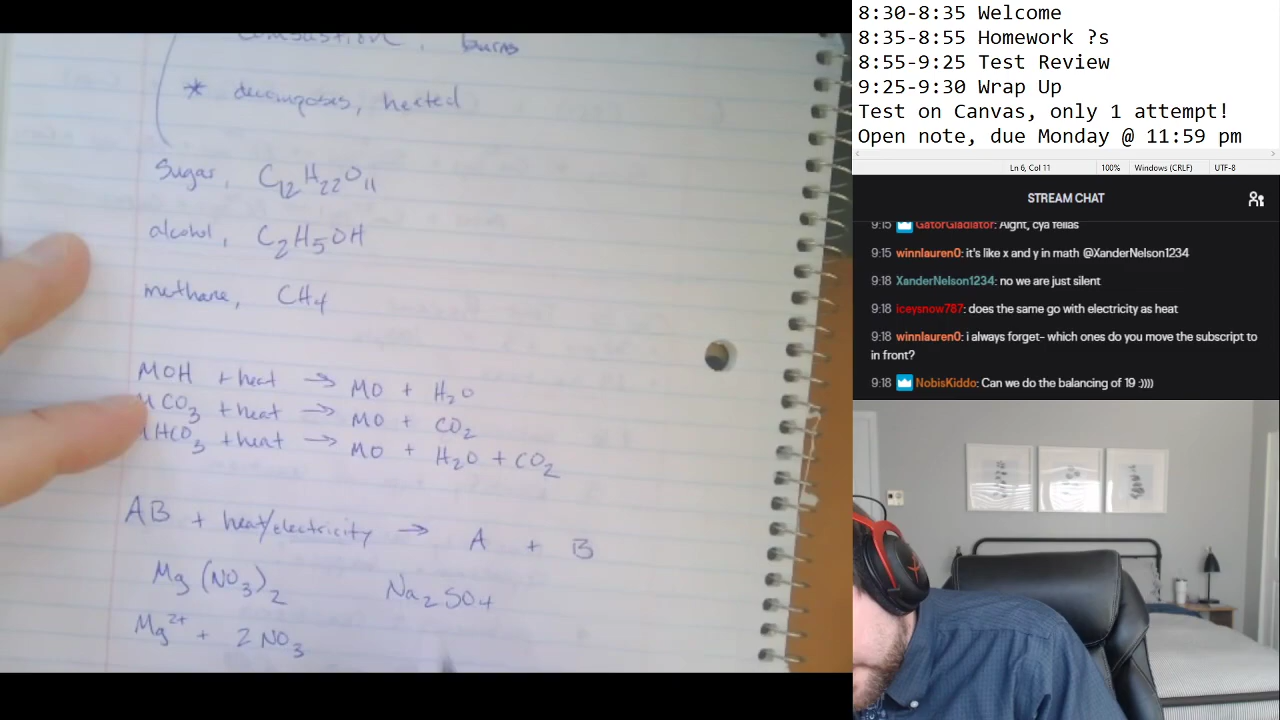 combustion, burns
* decomposes, heated
Sugar, C12H22O11
alcohol, C2H5OH
methane, CH4
MOH + heat → MO + H2O
MCO3 + heat → MO + CO2
MHCO3 + heat → MO + H2O + CO2
AB + heat/electricity → A + B
Mg(NO3)2 Na2SO4
Mg2+ + 2 NO3
8:30-8:35 Welcome
8:35-8:55 Homework ?s
8:55-9:25 Test Review
9:25-9:30 Wrap Up
Test on Canvas, only 1 attempt!
Open note, due Monday @ 11:59 pm
Ln 6, Col 11 100% Windows (CRLF) UTF-8
STREAM CHAT
9:15 GatorGladiator: Aight, cya fellas
9:15 winnlauren0: it's like x and y in math @XanderNelson1234
9:18 XanderNelson1234: no we are just silent
9:18 iceysnow787: does the same go with electricity as heat
9:18 winnlauren0: i always forget- which ones do you move the subscript to
in front?
9:18 NobisKiddo: Can we do the balancing of 19 :))))